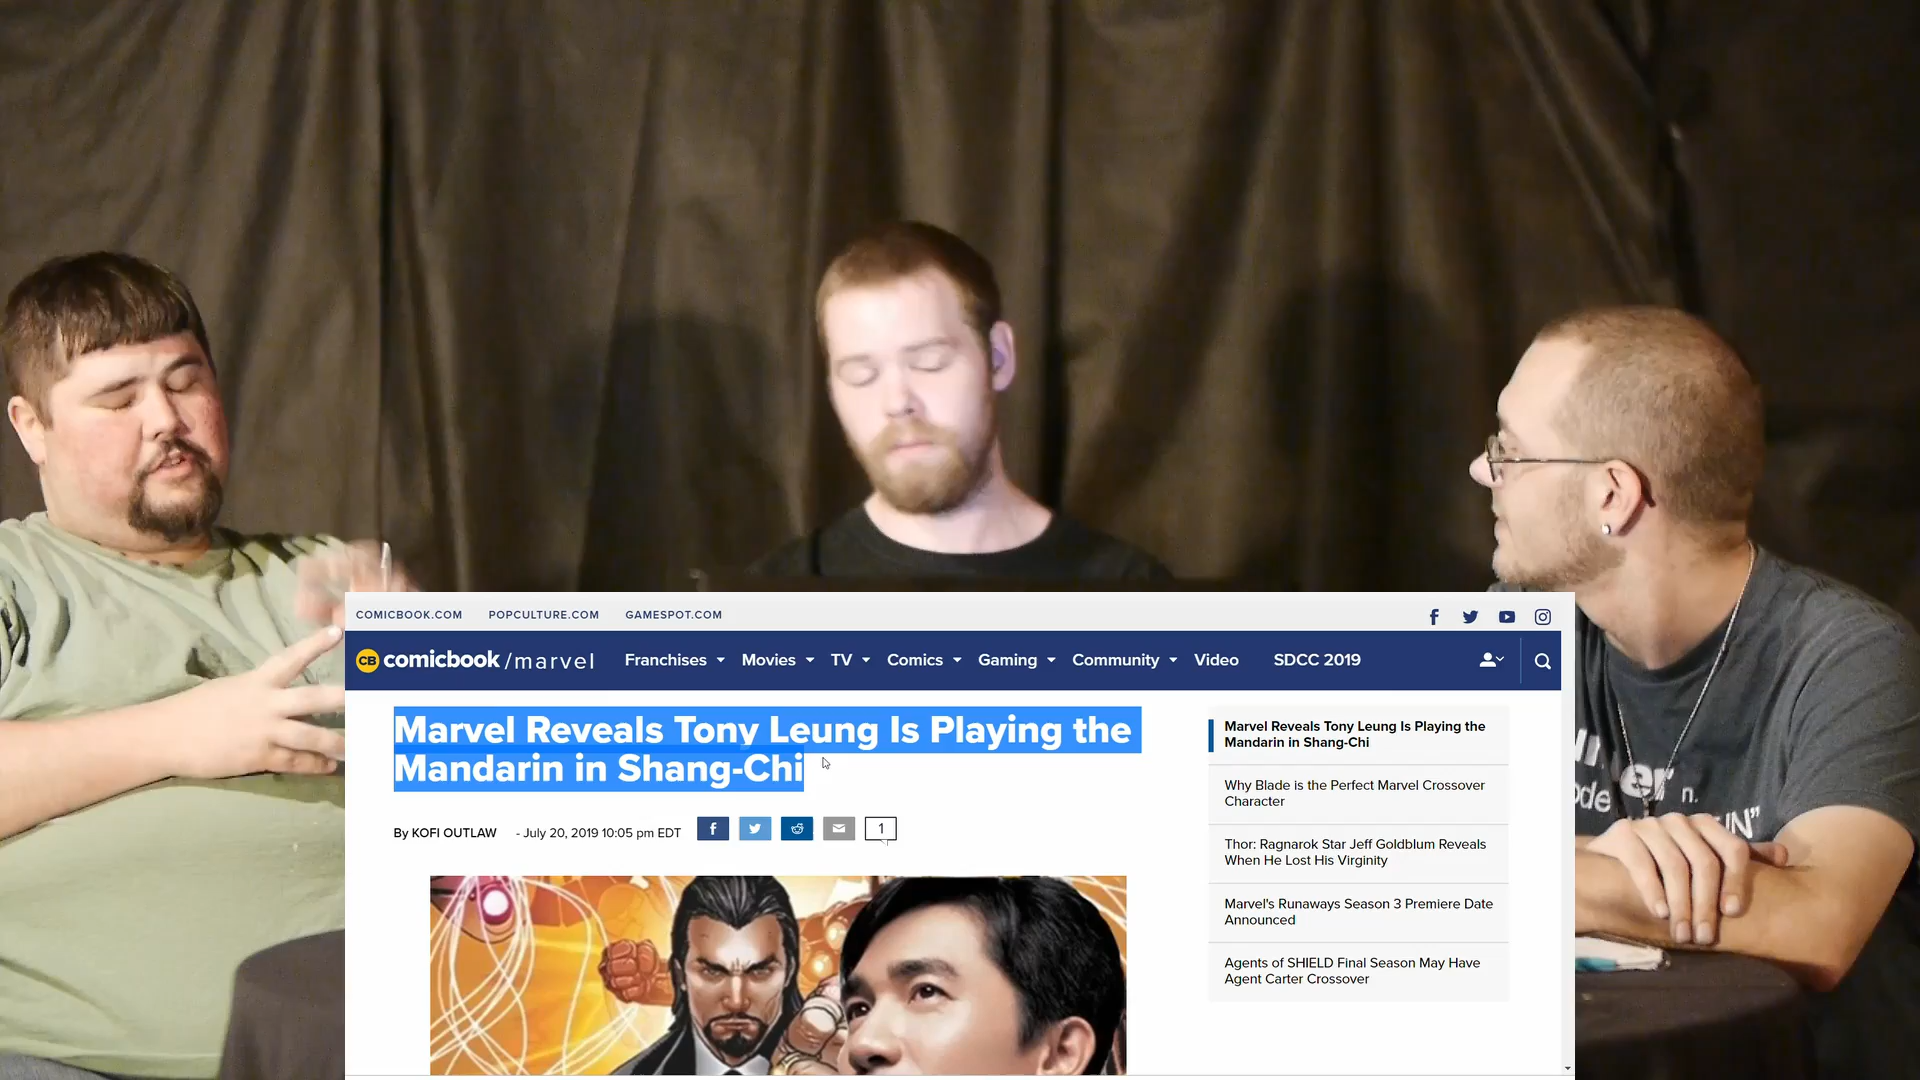 COMICBOOK.COM POPCULTURE.COM GAMESPOT.COM
CB comicbook /marvel Franchises Movies TV Comics Gaming Community Video SDCC 2019
Marvel Reveals Tony Leung Is Playing the
Mandarin in Shang-Chi
By KOFI OUTLAW - July 20, 2019 10:05 pm EDT
1
Marvel Reveals Tony Leung Is Playing the
Mandarin in Shang-Chi
Why Blade is the Perfect Marvel Crossover
Character
Thor: Ragnarok Star Jeff Goldblum Reveals
When He Lost His Virginity
Marvel's Runaways Season 3 Premiere Date
Announced
Agents of SHIELD Final Season May Have
Agent Carter Crossover